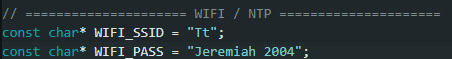 // ===================== WIFI / NTP =====================
const char* WIFI_SSID = "Tt";
const char* WIFI_PASS = "Jeremiah 2004";